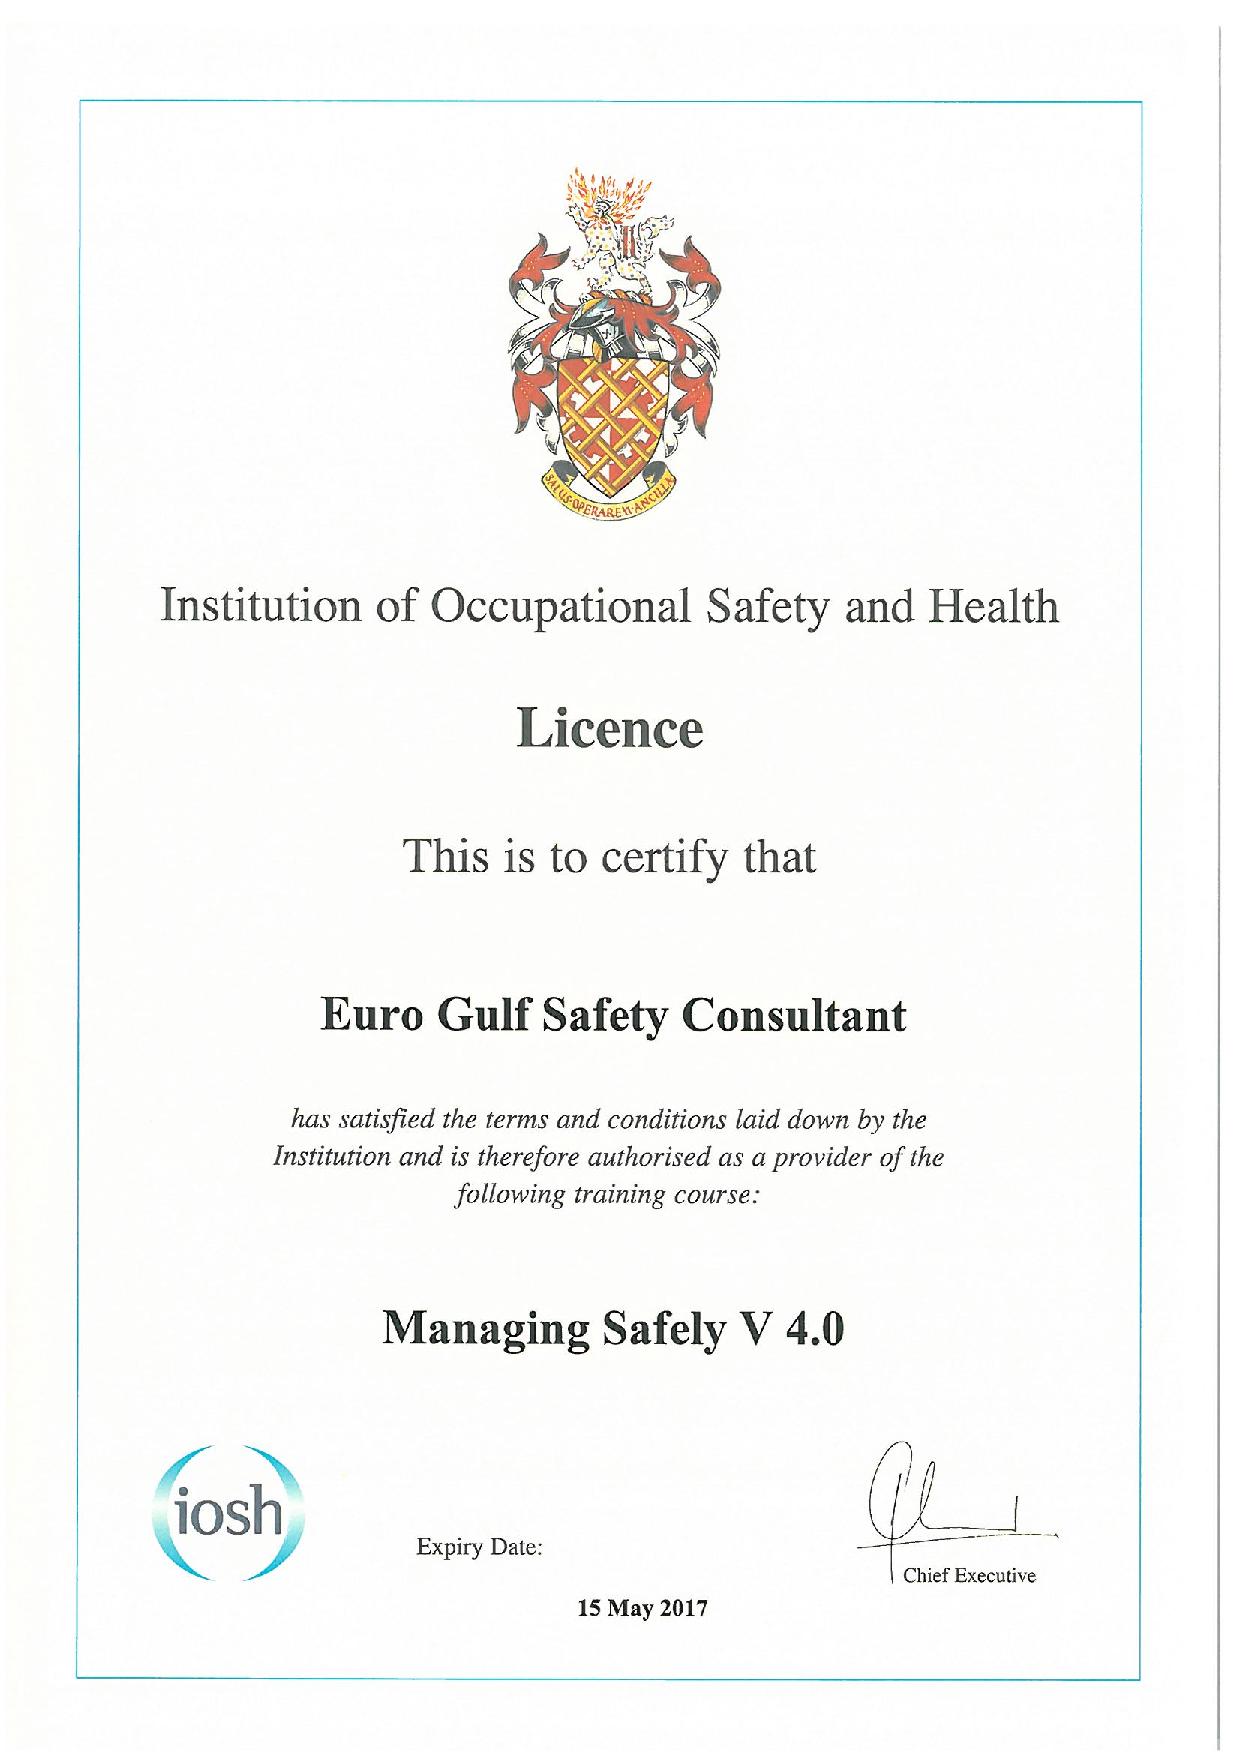 SALUS·OPERAREM·ANCILLA
Institution of Occupational Safety and Health
Licence
This is to certify that
Euro Gulf Safety Consultant
has satisfied the terms and conditions laid down by the
Institution and is therefore authorised as a provider of the
following training course:
Managing Safely V 4.0
iosh
Expiry Date:
Chief Executive
15 May 2017